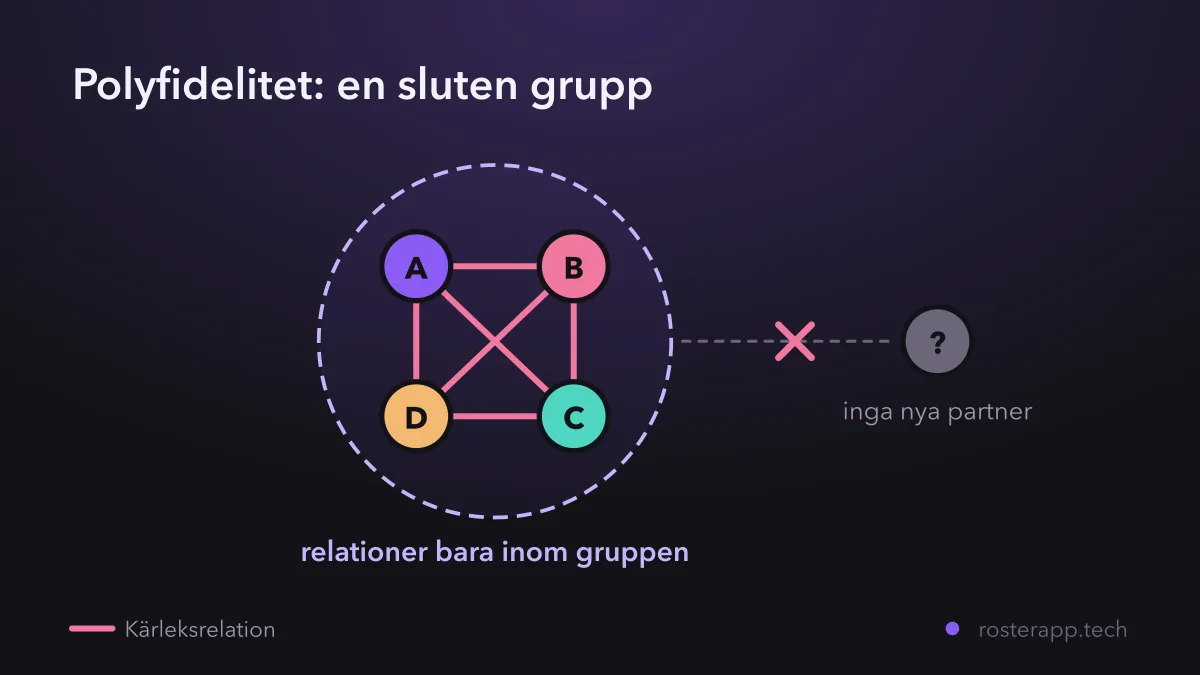 Polyfidelitet: en sluten grupp
A
B
?
D
C
inga nya partner
relationer bara inom gruppen
Kärleksrelation
rosterapp.tech